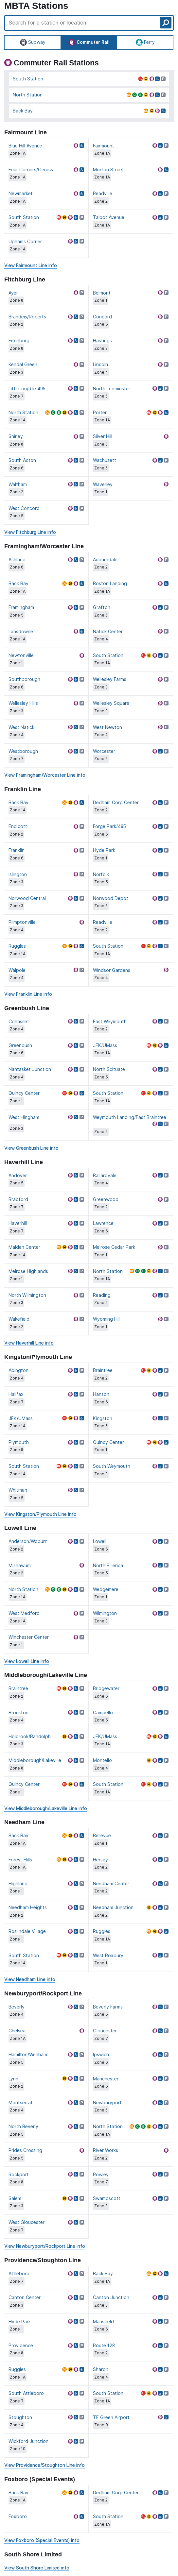 MBTA Stations
Search for a station or location
Subway
Commuter Rail
Ferry
Commuter Rail Stations
South Station
North Station
Back Bay
Fairmount Line
Blue Hill Avenue
Zone 1A
Fairmount
Zone 1A
Four Corners/Geneva
Zone 1A
Morton Street
Zone 1A
Newmarket
Zone 1A
Readville
Zone 2
South Station
Zone 1A
Talbot Avenue
Zone 1A
Uphams Corner
Zone 1A
View Fairmount Line info
Fitchburg Line
Ayer
Zone 8
Belmont
Zone 1
Brandeis/Roberts
Zone 2
Concord
Zone 5
Fitchburg
Zone 8
Hastings
Zone 3
Kendal Green
Zone 3
Lincoln
Zone 4
Littleton/Rte 495
Zone 7
North Leominster
Zone 8
North Station
Zone 1A
Porter
Zone 1A
Shirley
Zone 8
Silver Hill
Zone 3
South Acton
Zone 6
Wachusett
Zone 8
Waltham
Zone 2
Waverley
Zone 1
West Concord
Zone 5
View Fitchburg Line info
Framingham/Worcester Line
Ashland
Zone 6
Auburndale
Zone 2
Back Bay
Zone 1A
Boston Landing
Zone 1A
Framingham
Zone 5
Grafton
Zone 8
Lansdowne
Zone 1A
Natick Center
Zone 4
Newtonville
Zone 1
South Station
Zone 1A
Southborough
Zone 6
Wellesley Farms
Zone 3
Wellesley Hills
Zone 3
Wellesley Square
Zone 3
West Natick
Zone 4
West Newton
Zone 2
Westborough
Zone 7
Worcester
Zone 8
View Framingham/Worcester Line info
Franklin Line
Back Bay
Zone 1A
Dedham Corp Center
Zone 2
Endicott
Zone 2
Forge Park/495
Zone 6
Franklin
Zone 6
Hyde Park
Zone 1
Islington
Zone 3
Norfolk
Zone 5
Norwood Central
Zone 3
Norwood Depot
Zone 3
Plimptonville
Zone 4
Readville
Zone 2
Ruggles
Zone 1A
South Station
Zone 1A
Walpole
Zone 4
Windsor Gardens
Zone 4
View Franklin Line info
Greenbush Line
Cohasset
Zone 4
East Weymouth
Zone 2
Greenbush
Zone 6
JFK/UMass
Zone 1A
Nantasket Junction
Zone 4
North Scituate
Zone 5
Quincy Center
Zone 1
South Station
Zone 1A
West Hingham
Zone 3
Weymouth Landing/East Braintree
Zone 2
View Greenbush Line info
Haverhill Line
Andover
Zone 5
Ballardvale
Zone 4
Bradford
Zone 7
Greenwood
Zone 2
Haverhill
Zone 7
Lawrence
Zone 6
Malden Center
Zone 1A
Melrose Cedar Park
Zone 1
Melrose Highlands
Zone 1
North Station
Zone 1A
North Wilmington
Zone 3
Reading
Zone 2
Wakefield
Zone 2
Wyoming Hill
Zone 1
View Haverhill Line info
Kingston/Plymouth Line
Abington
Zone 4
Braintree
Zone 2
Halifax
Zone 7
Hanson
Zone 6
JFK/UMass
Zone 1A
Kingston
Zone 8
Plymouth
Zone 8
Quincy Center
Zone 1
South Station
Zone 1A
South Weymouth
Zone 3
Whitman
Zone 5
View Kingston/Plymouth Line info
Lowell Line
Anderson/Woburn
Zone 2
Lowell
Zone 6
Mishawum
Zone 2
North Billerica
Zone 5
North Station
Zone 1A
Wedgemere
Zone 1
West Medford
Zone 1A
Wilmington
Zone 3
Winchester Center
Zone 1
View Lowell Line info
Middleborough/Lakeville Line
Braintree
Zone 2
Bridgewater
Zone 6
Brockton
Zone 4
Campello
Zone 5
Holbrook/Randolph
Zone 3
JFK/UMass
Zone 1A
Middleborough/Lakeville
Zone 8
Montello
Zone 4
Quincy Center
Zone 1
South Station
Zone 1A
View Middleborough/Lakeville Line info
Needham Line
Back Bay
Zone 1A
Bellevue
Zone 1
Forest Hills
Zone 1A
Hersey
Zone 2
Highland
Zone 1
Needham Center
Zone 2
Needham Heights
Zone 2
Needham Junction
Zone 2
Roslindale Village
Zone 1
Ruggles
Zone 1A
South Station
Zone 1A
West Roxbury
Zone 1
View Needham Line info
Newburyport/Rockport Line
Beverly
Zone 4
Beverly Farms
Zone 5
Chelsea
Zone 1A
Gloucester
Zone 7
Hamilton/Wenham
Zone 5
Ipswich
Zone 6
Lynn
Zone 2
Manchester
Zone 6
Montserrat
Zone 4
Newburyport
Zone 8
North Beverly
Zone 5
North Station
Zone 1A
Prides Crossing
Zone 5
River Works
Zone 2
Rockport
Zone 8
Rowley
Zone 7
Salem
Zone 3
Swampscott
Zone 3
West Gloucester
Zone 7
View Newburyport/Rockport Line info
Providence/Stoughton Line
Attleboro
Zone 7
Back Bay
Zone 1A
Canton Center
Zone 3
Canton Junction
Zone 3
Hyde Park
Zone 1
Mansfield
Zone 6
Providence
Zone 8
Route 128
Zone 2
Ruggles
Zone 1A
Sharon
Zone 4
South Attleboro
Zone 7
South Station
Zone 1A
Stoughton
Zone 4
TF Green Airport
Zone 9
Wickford Junction
Zone 10
View Providence/Stoughton Line info
Foxboro (Special Events)
Back Bay
Zone 1A
Dedham Corp Center
Zone 2
Foxboro
South Station
Zone 1A
View Foxboro (Special Events) info
South Shore Limited
View South Shore Limited info